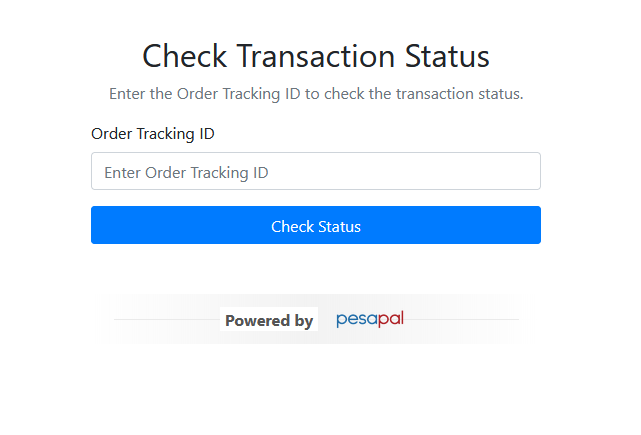 Check Transaction Status
Enter the Order Tracking ID to check the transaction status.
Order Tracking ID
Enter Order Tracking ID
Check Status
Powered by pesapal